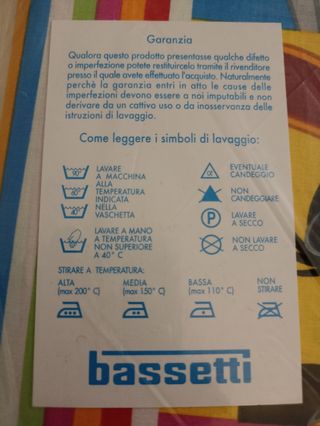 Garanzia
Qualora questo prodotto presentasse qualche difetto
o imperfezione potete restituircelo tramite il rivenditore
presso il quale avete effettuato l'acquisto. Naturalmente
perchè la garanzia entri in atto le cause delle
imperfezioni devono essere a noi imputabili e non
derivare da un cattivo uso o da inosservanza delle
istruzioni di lavaggio.
Come leggere i simboli di lavaggio:
90°
60°
40°
LAVARE
A MACCHINA
ALLA
TEMPERATURA
INDICATA
NELLA
VASCHETTA
LAVARE A MANO
A TEMPERATURA
NON SUPERIORE
A 40° C
EVENTUALE
CANDEGGIO
NON
CANDEGGIARE
P
LAVARE
A SECCO
NON LAVARE
A SECCO
STIRARE A TEMPERATURA:
ALTA
(max 200° C)
MEDIA
(max 150° C)
BASSA
(max 110° C)
NON
STIRARE
bassetti